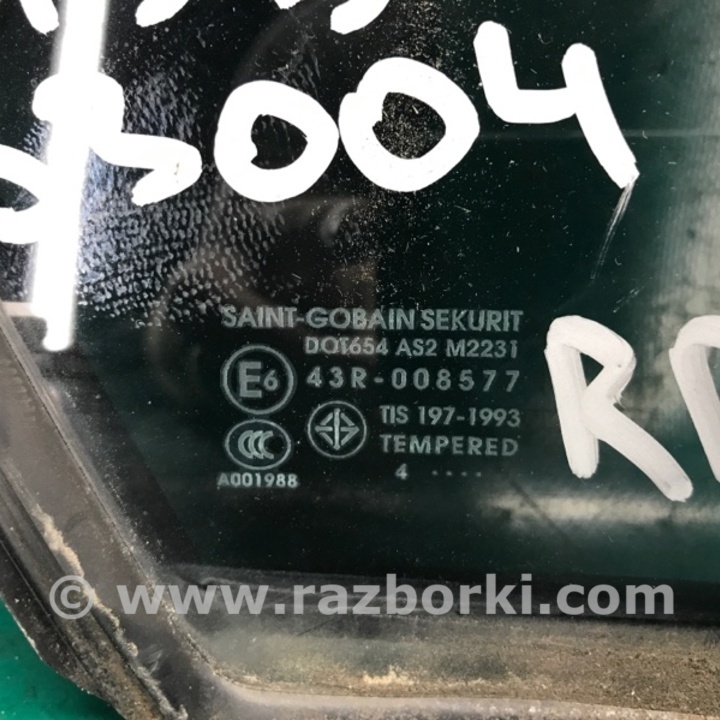 3004
SAINT-GOBAIN SEKURIT
DOT654 AS2 M2231
E6 43R-008577
CCC TIS 197-1993
TEMPERED
A001988 4 ....
© www.razborki.com